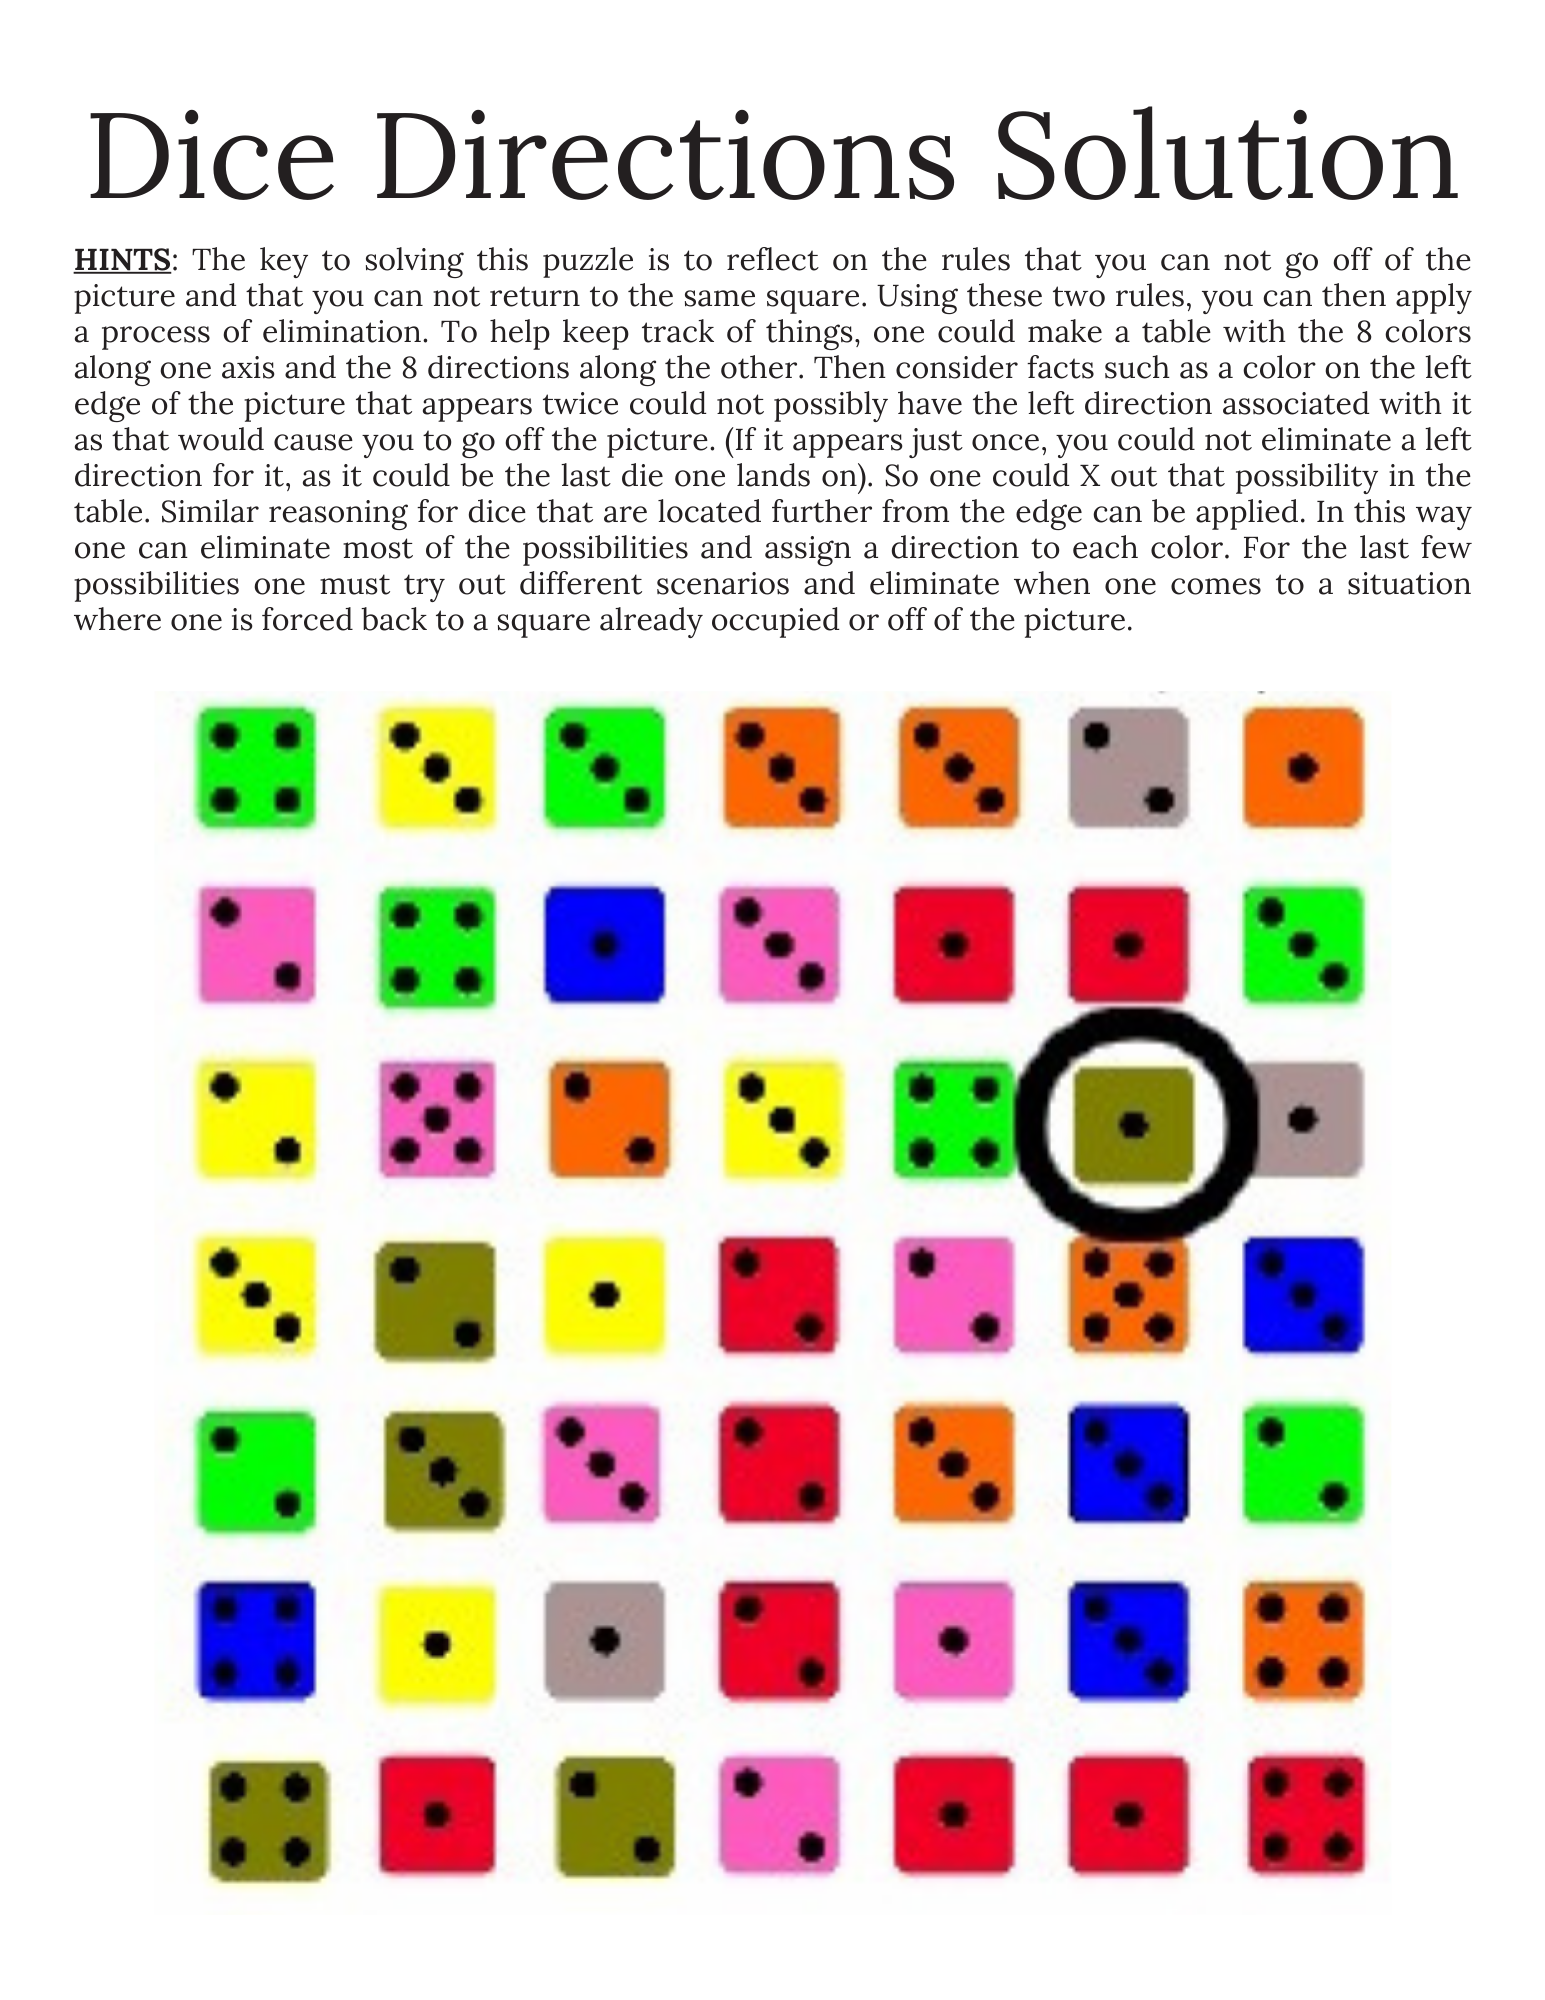 Dice Directions Solution
HINTS: The key to solving this puzzle is to reflect on the rules that you can not go off of the
picture and that you can not return to the same square. Using these two rules, you can then apply
a process of elimination. To help keep track of things, one could make a table with the 8 colors
along one axis and the 8 directions along the other. Then consider facts such as a color on the left
edge of the picture that appears twice could not possibly have the left direction associated with it
as that would cause you to go off the picture. (If it appears just once, you could not eliminate a left
direction for it, as it could be the last die one lands on). So one could X out that possibility in the
table. Similar reasoning for dice that are located further from the edge can be applied. In this way
one can eliminate most of the possibilities and assign a direction to each color. For the last few
possibilities one must try out different scenarios and eliminate when one comes to a situation
where one is forced back to a square already occupied or off of the picture.